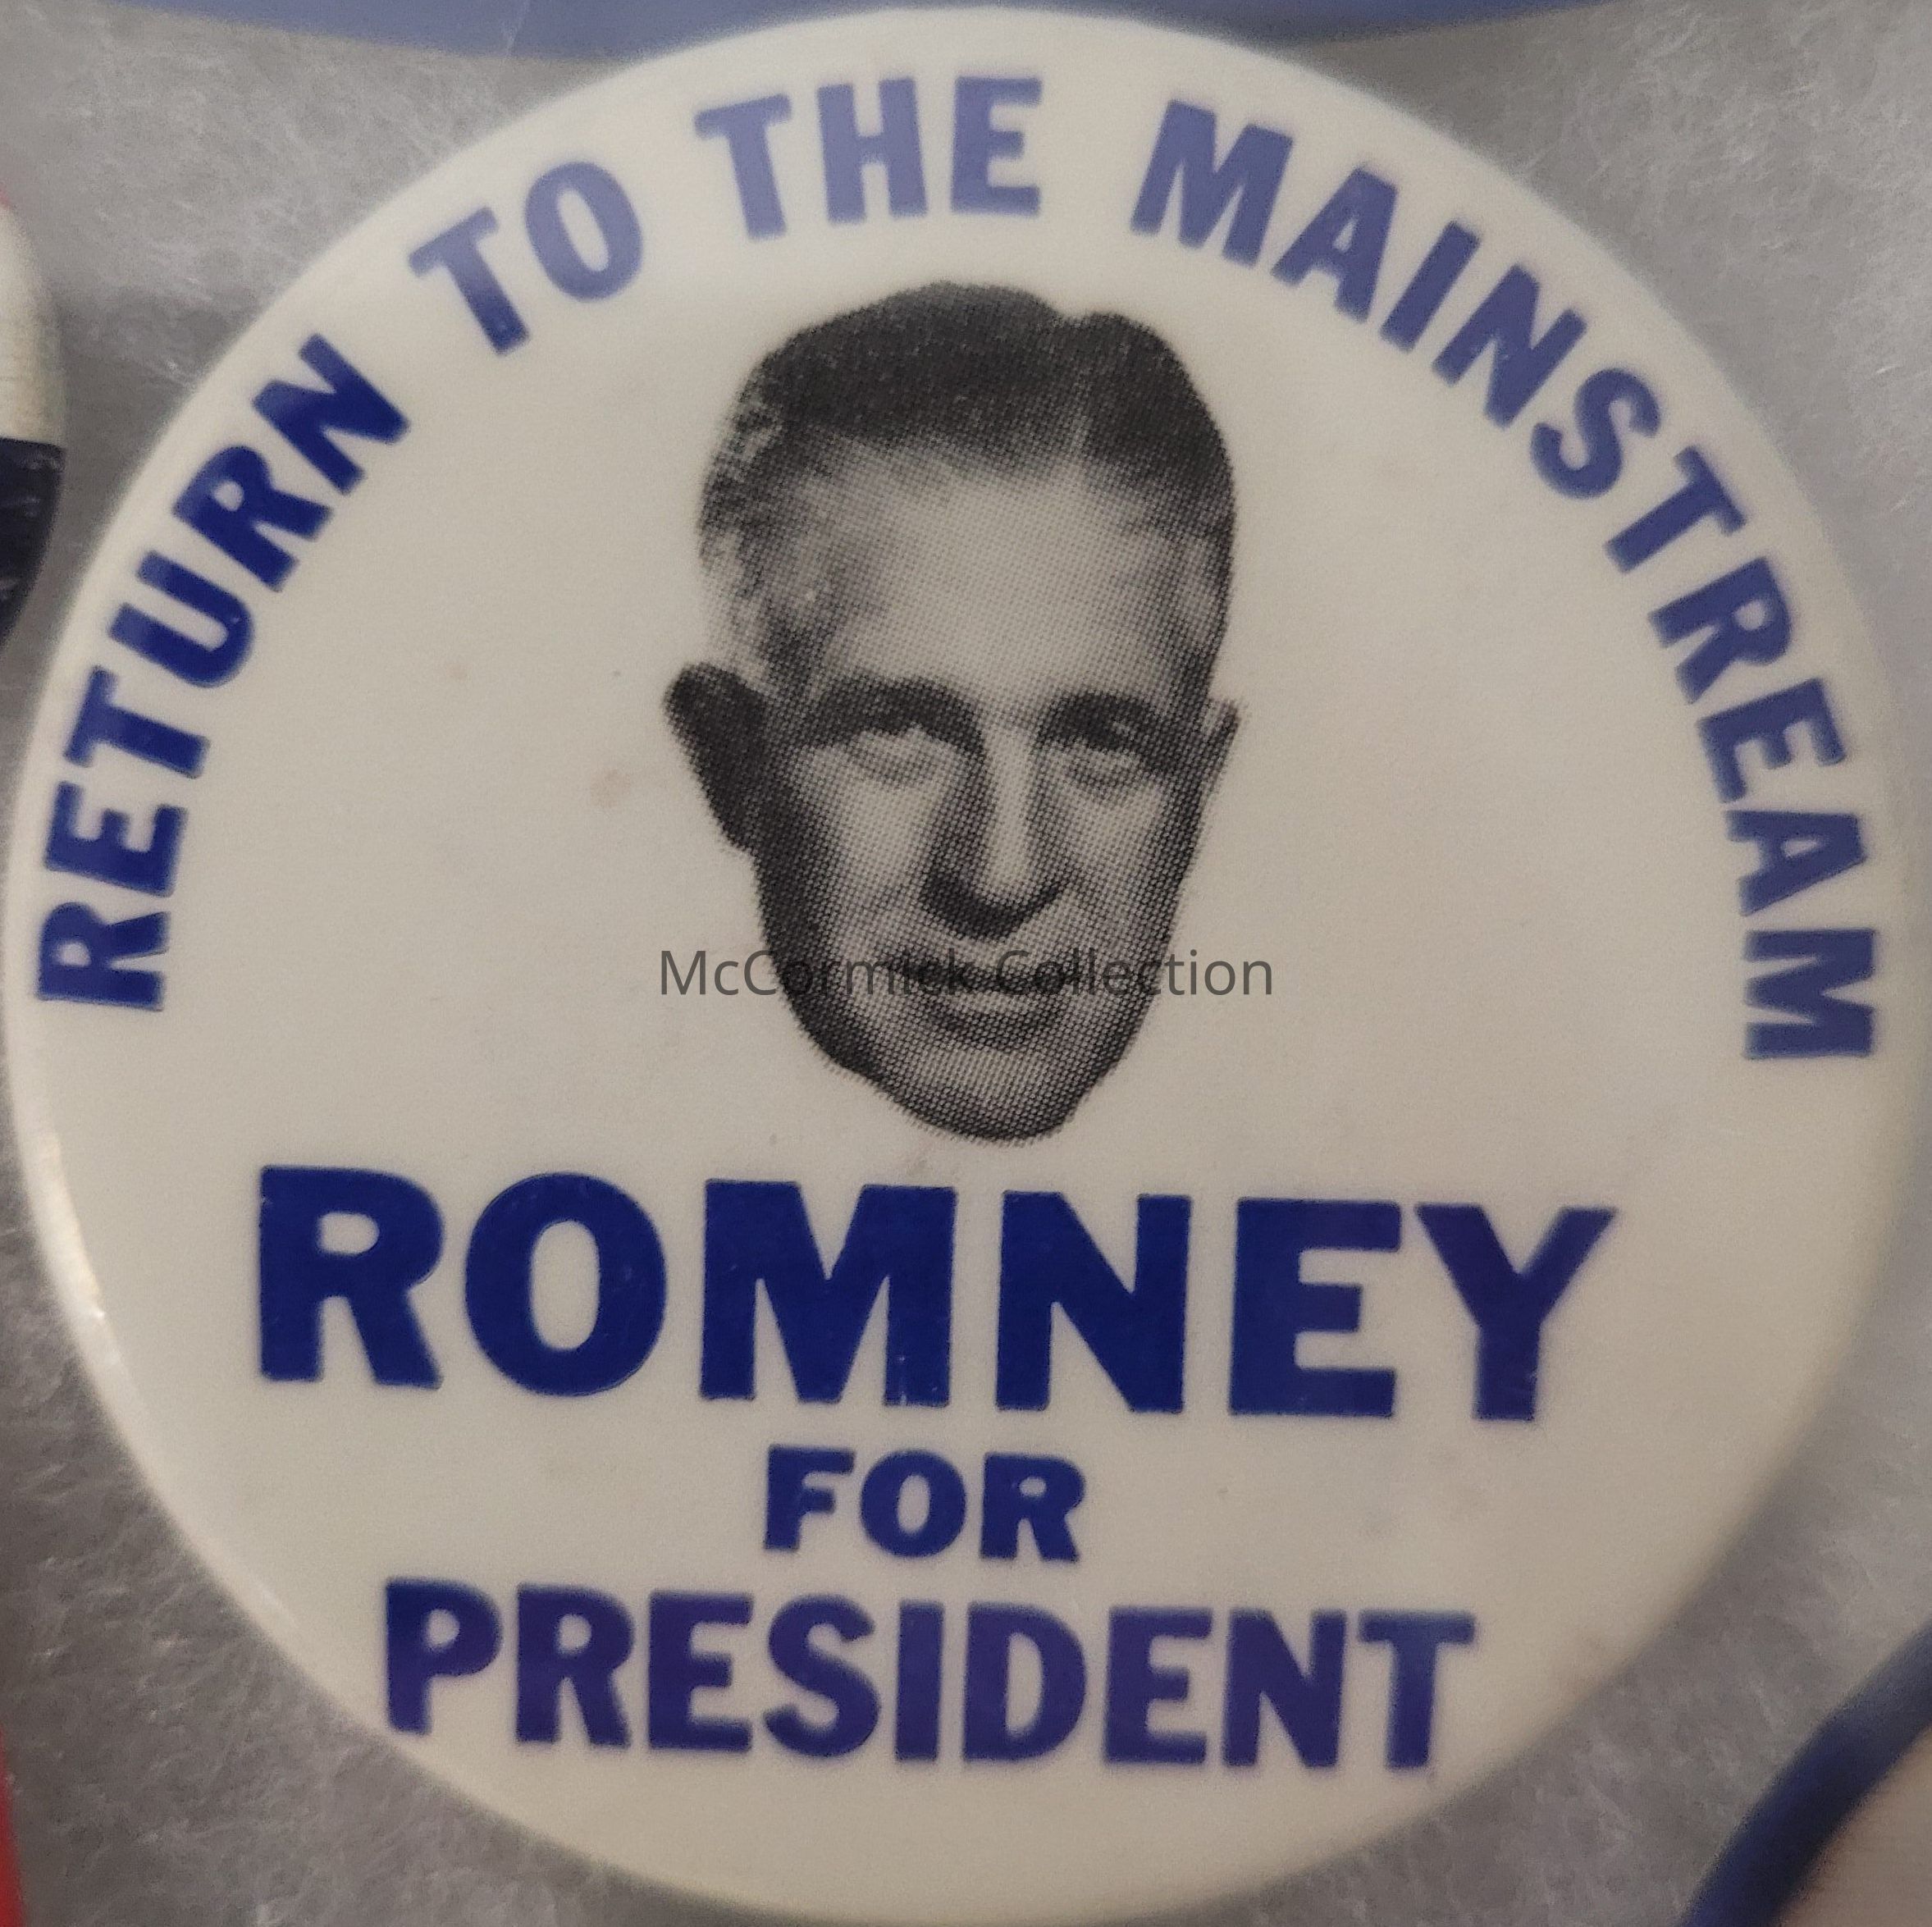 RETURN TO THE MAINSTREAM
McCormick Collection
ROMNEY
FOR
PRESIDENT